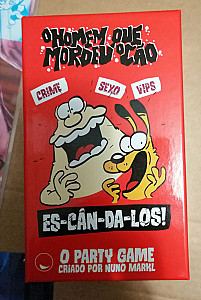 O HOMEM QUE
MORDEU O CÃO
CRIME
SEXO
VIPS
ES-CÂN-DA-LOS!
O PARTY GAME
CRIADO POR NUNO MARKL